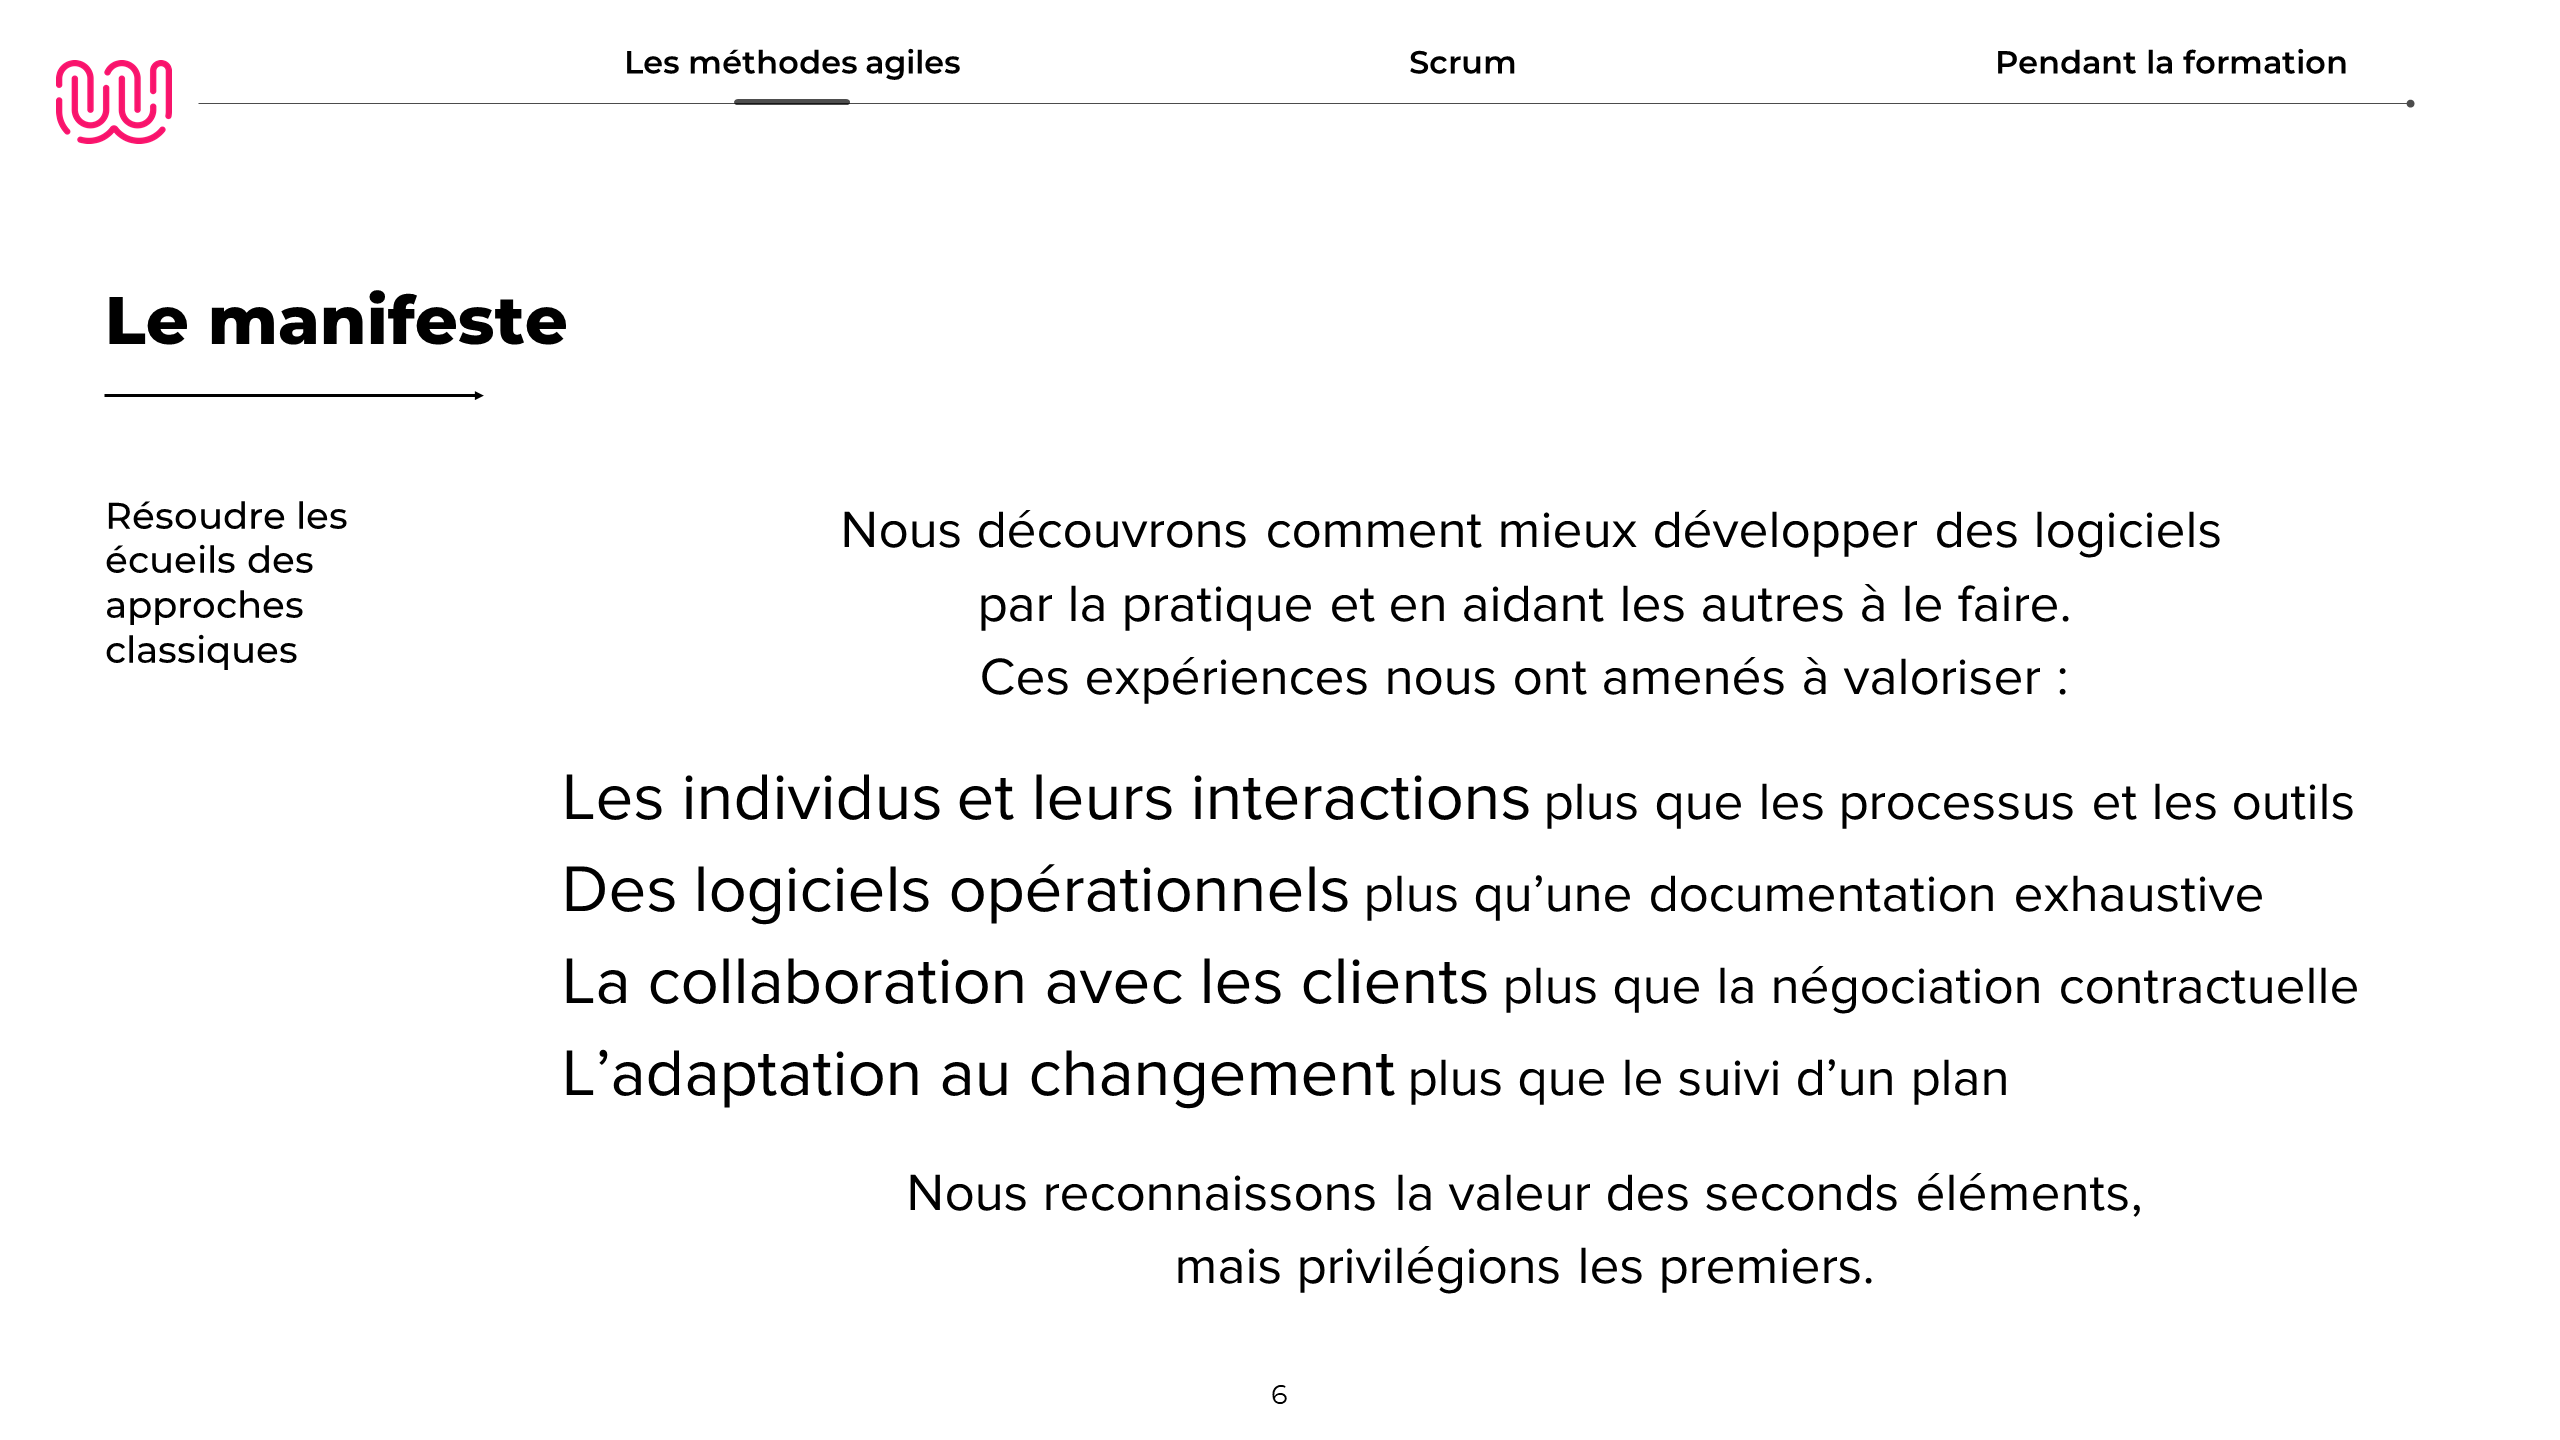 Les méthodes agiles
Scrum
Pendant la formation
Le manifeste
Résoudre les
écueils des
approches
classiques
Nous découvrons comment mieux développer des logiciels
par la pratique et en aidant les autres à le faire.
Ces expériences nous ont amenés à valoriser :
Les individus et leurs interactions plus que les processus et les outils
Des logiciels opérationnels plus qu’une documentation exhaustive
La collaboration avec les clients plus que la négociation contractuelle
L’adaptation au changement plus que le suivi d’un plan
Nous reconnaissons la valeur des seconds éléments,
mais privilégions les premiers.
6